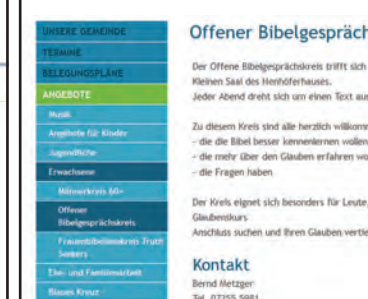 UNSERE GEMEINDE
TERMINE
BELEGUNGSPLÄNE
ANGEBOTE
Musik
Angebote für Kinder
Jugendliche
Erwachsene
Männerkreis 60+
Offener
Bibelgesprächskreis
Frauenbibelkreis Truth
Seekers
Ehe- und Familienarbeit
Blaues Kreuz
Offener Bibelgespräch
Der Offene Bibelgesprächskreis trifft sich
Kleinen Saal des Henhöferhauses.
Jeder Abend dreht sich um einen Text aus
Zu diesem Kreis sind alle herzlich willkomm
- die die Bibel besser kennenlernen wollen
- die mehr über den Glauben erfahren wo
- die Fragen haben
Der Kreis eignet sich besonders für Leute,
Glaubenskurs
Anschluss suchen und ihren Glauben vertie
Kontakt
Bernd Metzger
Tel. 07255 5981